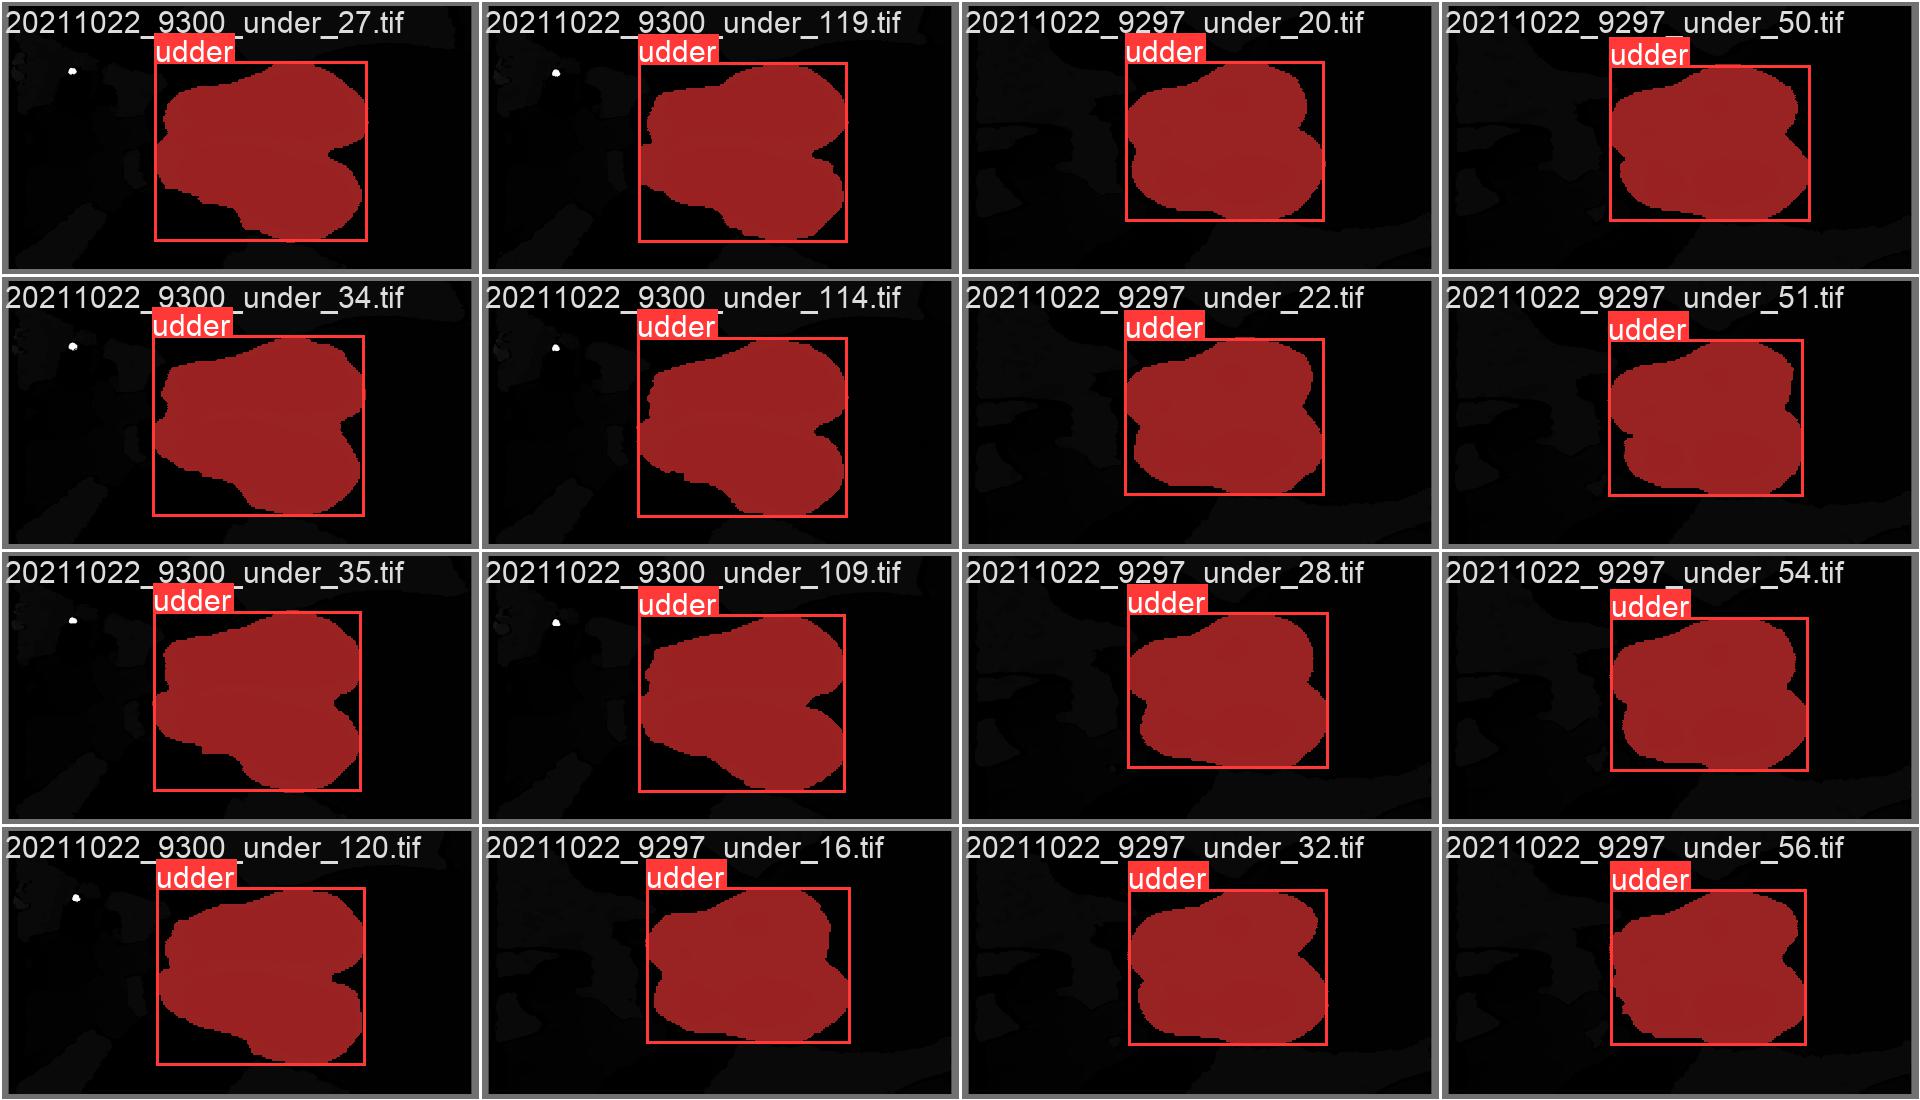 20211022_9300_under_27.tif
udder
20211022_9300_under_119.tif
udder
20211022_9297_under_20.tif
udder
20211022_9297_under_50.tif
udder
20211022_9300_under_34.tif
udder
20211022_9300_under_114.tif
udder
20211022_9297_under_22.tif
udder
20211022_9297_under_51.tif
udder
20211022_9300_under_35.tif
udder
20211022_9300_under_109.tif
udder
20211022_9297_under_28.tif
udder
20211022_9297_under_54.tif
udder
20211022_9300_under_120.tif
udder
20211022_9297_under_16.tif
udder
20211022_9297_under_32.tif
udder
20211022_9297_under_56.tif
udder